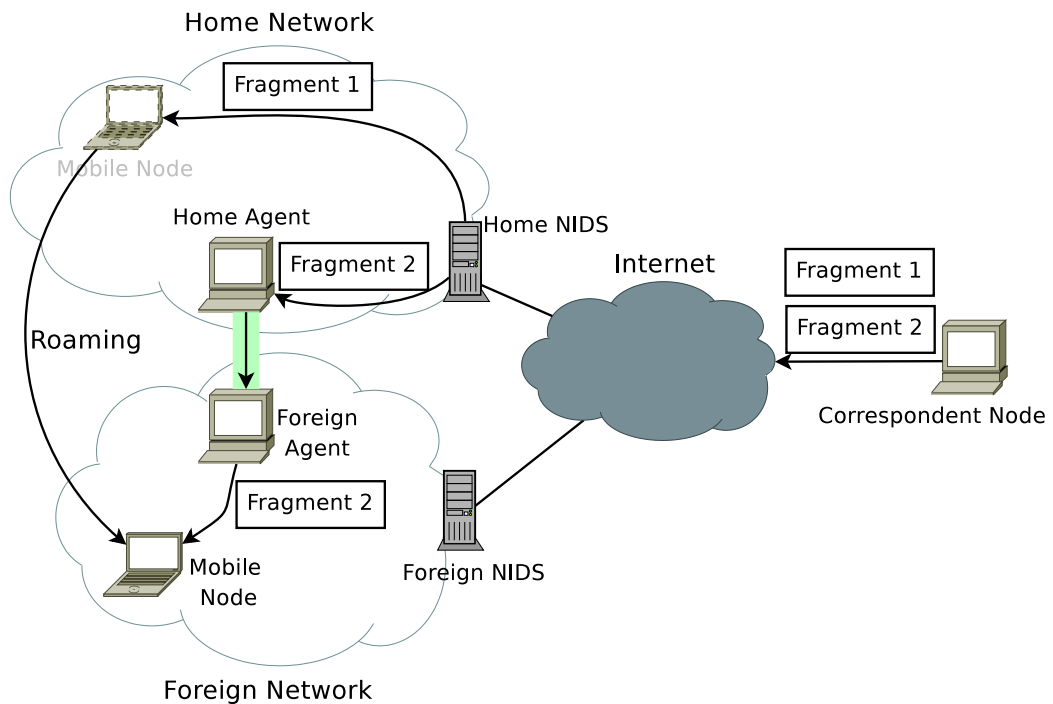 Home Network
Fragment 1
Mobile Node
Home Agent
Home NIDS
Fragment 2
Internet
Fragment 1
Fragment 2
Roaming
Correspondent Node
Foreign
Agent
Fragment 2
Mobile
Node
Foreign NIDS
Foreign Network